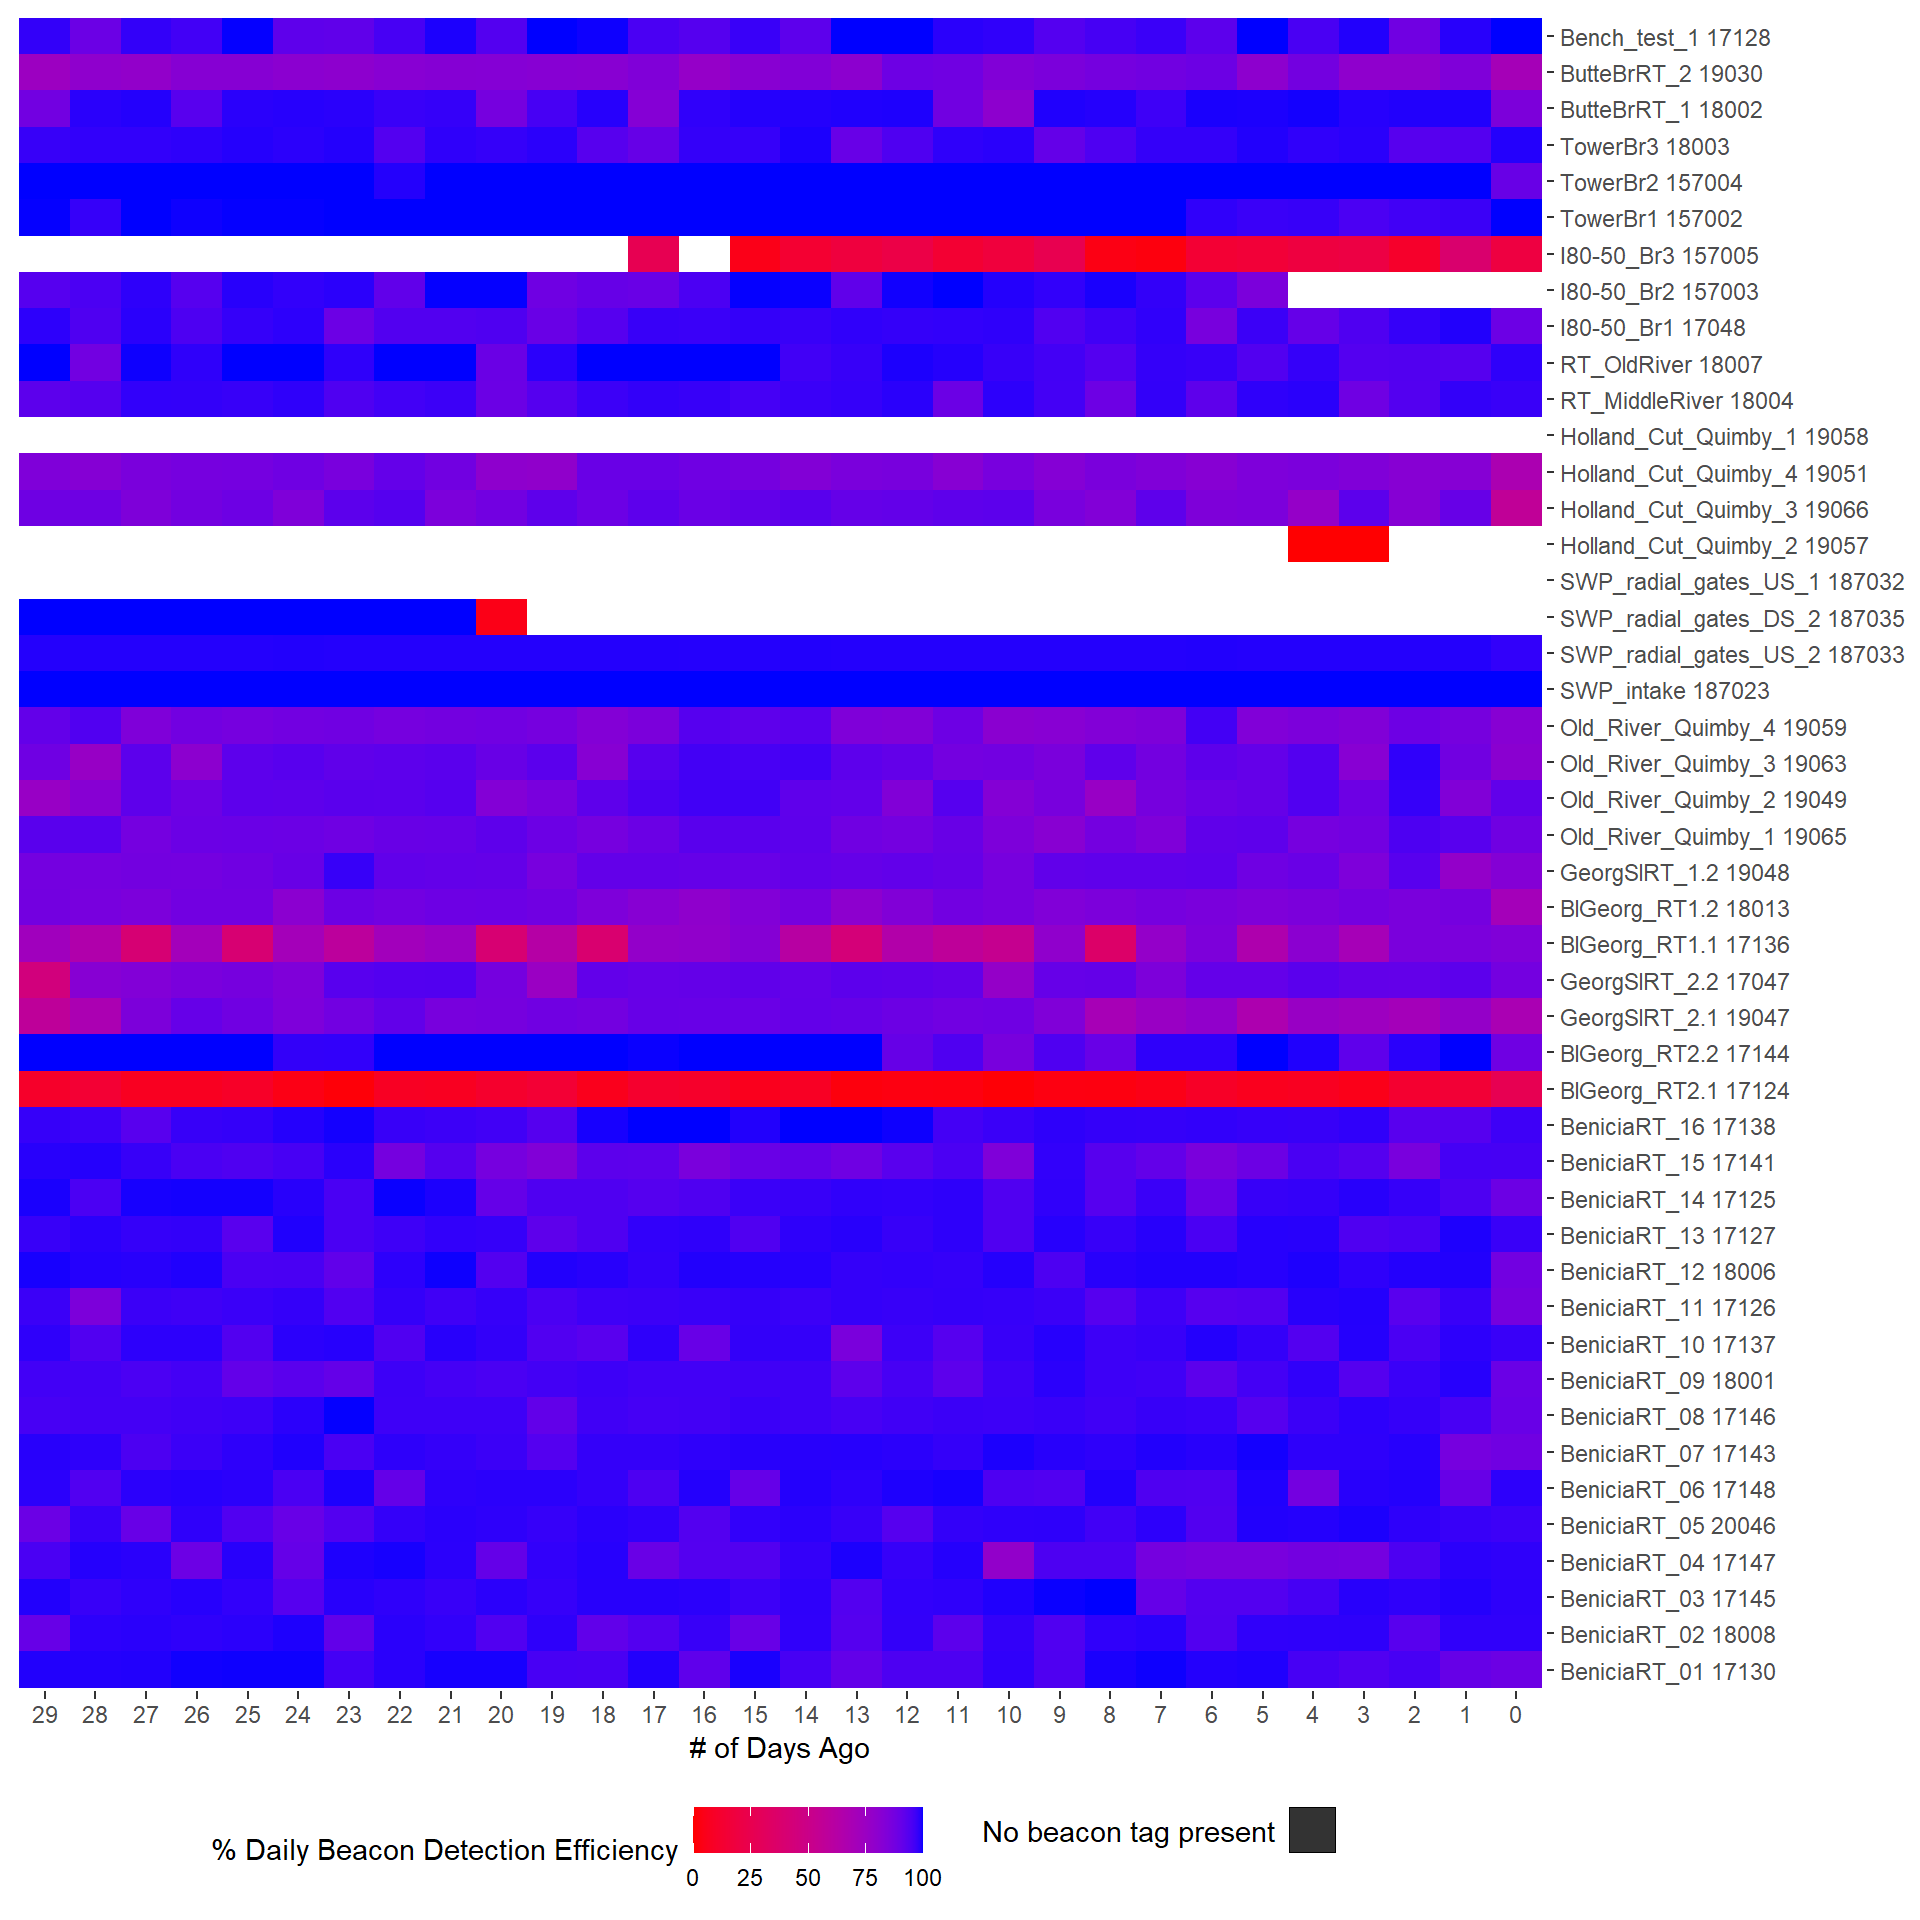 Bench_test_1 17128
ButteBrRT_2 19030
ButteBrRT_1 18002
TowerBr3 18003
TowerBr2 157004
TowerBr1 157002
I80-50_Br3 157005
I80-50_Br2 157003
I80-50_Br1 17048
RT_OldRiver 18007
RT_MiddleRiver 18004
Holland_Cut_Quimby_1 19058
Holland_Cut_Quimby_4 19051
Holland_Cut_Quimby_3 19066
Holland_Cut_Quimby_2 19057
SWP_radial_gates_US_1 187032
SWP_radial_gates_DS_2 187035
SWP_radial_gates_US_2 187033
SWP_intake 187023
Old_River_Quimby_4 19059
Old_River_Quimby_3 19063
Old_River_Quimby_2 19049
Old_River_Quimby_1 19065
GeorgSlRT_1.2 19048
BlGeorg_RT1.2 18013
BlGeorg_RT1.1 17136
GeorgSlRT_2.2 17047
GeorgSlRT_2.1 19047
BlGeorg_RT2.2 17144
BlGeorg_RT2.1 17124
BeniciaRT_16 17138
BeniciaRT_15 17141
BeniciaRT_14 17125
BeniciaRT_13 17127
BeniciaRT_12 18006
BeniciaRT_11 17126
BeniciaRT_10 17137
BeniciaRT_09 18001
BeniciaRT_08 17146
BeniciaRT_07 17143
BeniciaRT_06 17148
BeniciaRT_05 20046
BeniciaRT_04 17147
BeniciaRT_03 17145
BeniciaRT_02 18008
BeniciaRT_01 17130
29 28 27 26 25 24 23 22 21 20 19 18 17 16 15 14 13 12 11 10 9 8 7 6 5 4 3 2 1 0
# of Days Ago
% Daily Beacon Detection Efficiency
0 25 50 75 100
No beacon tag present